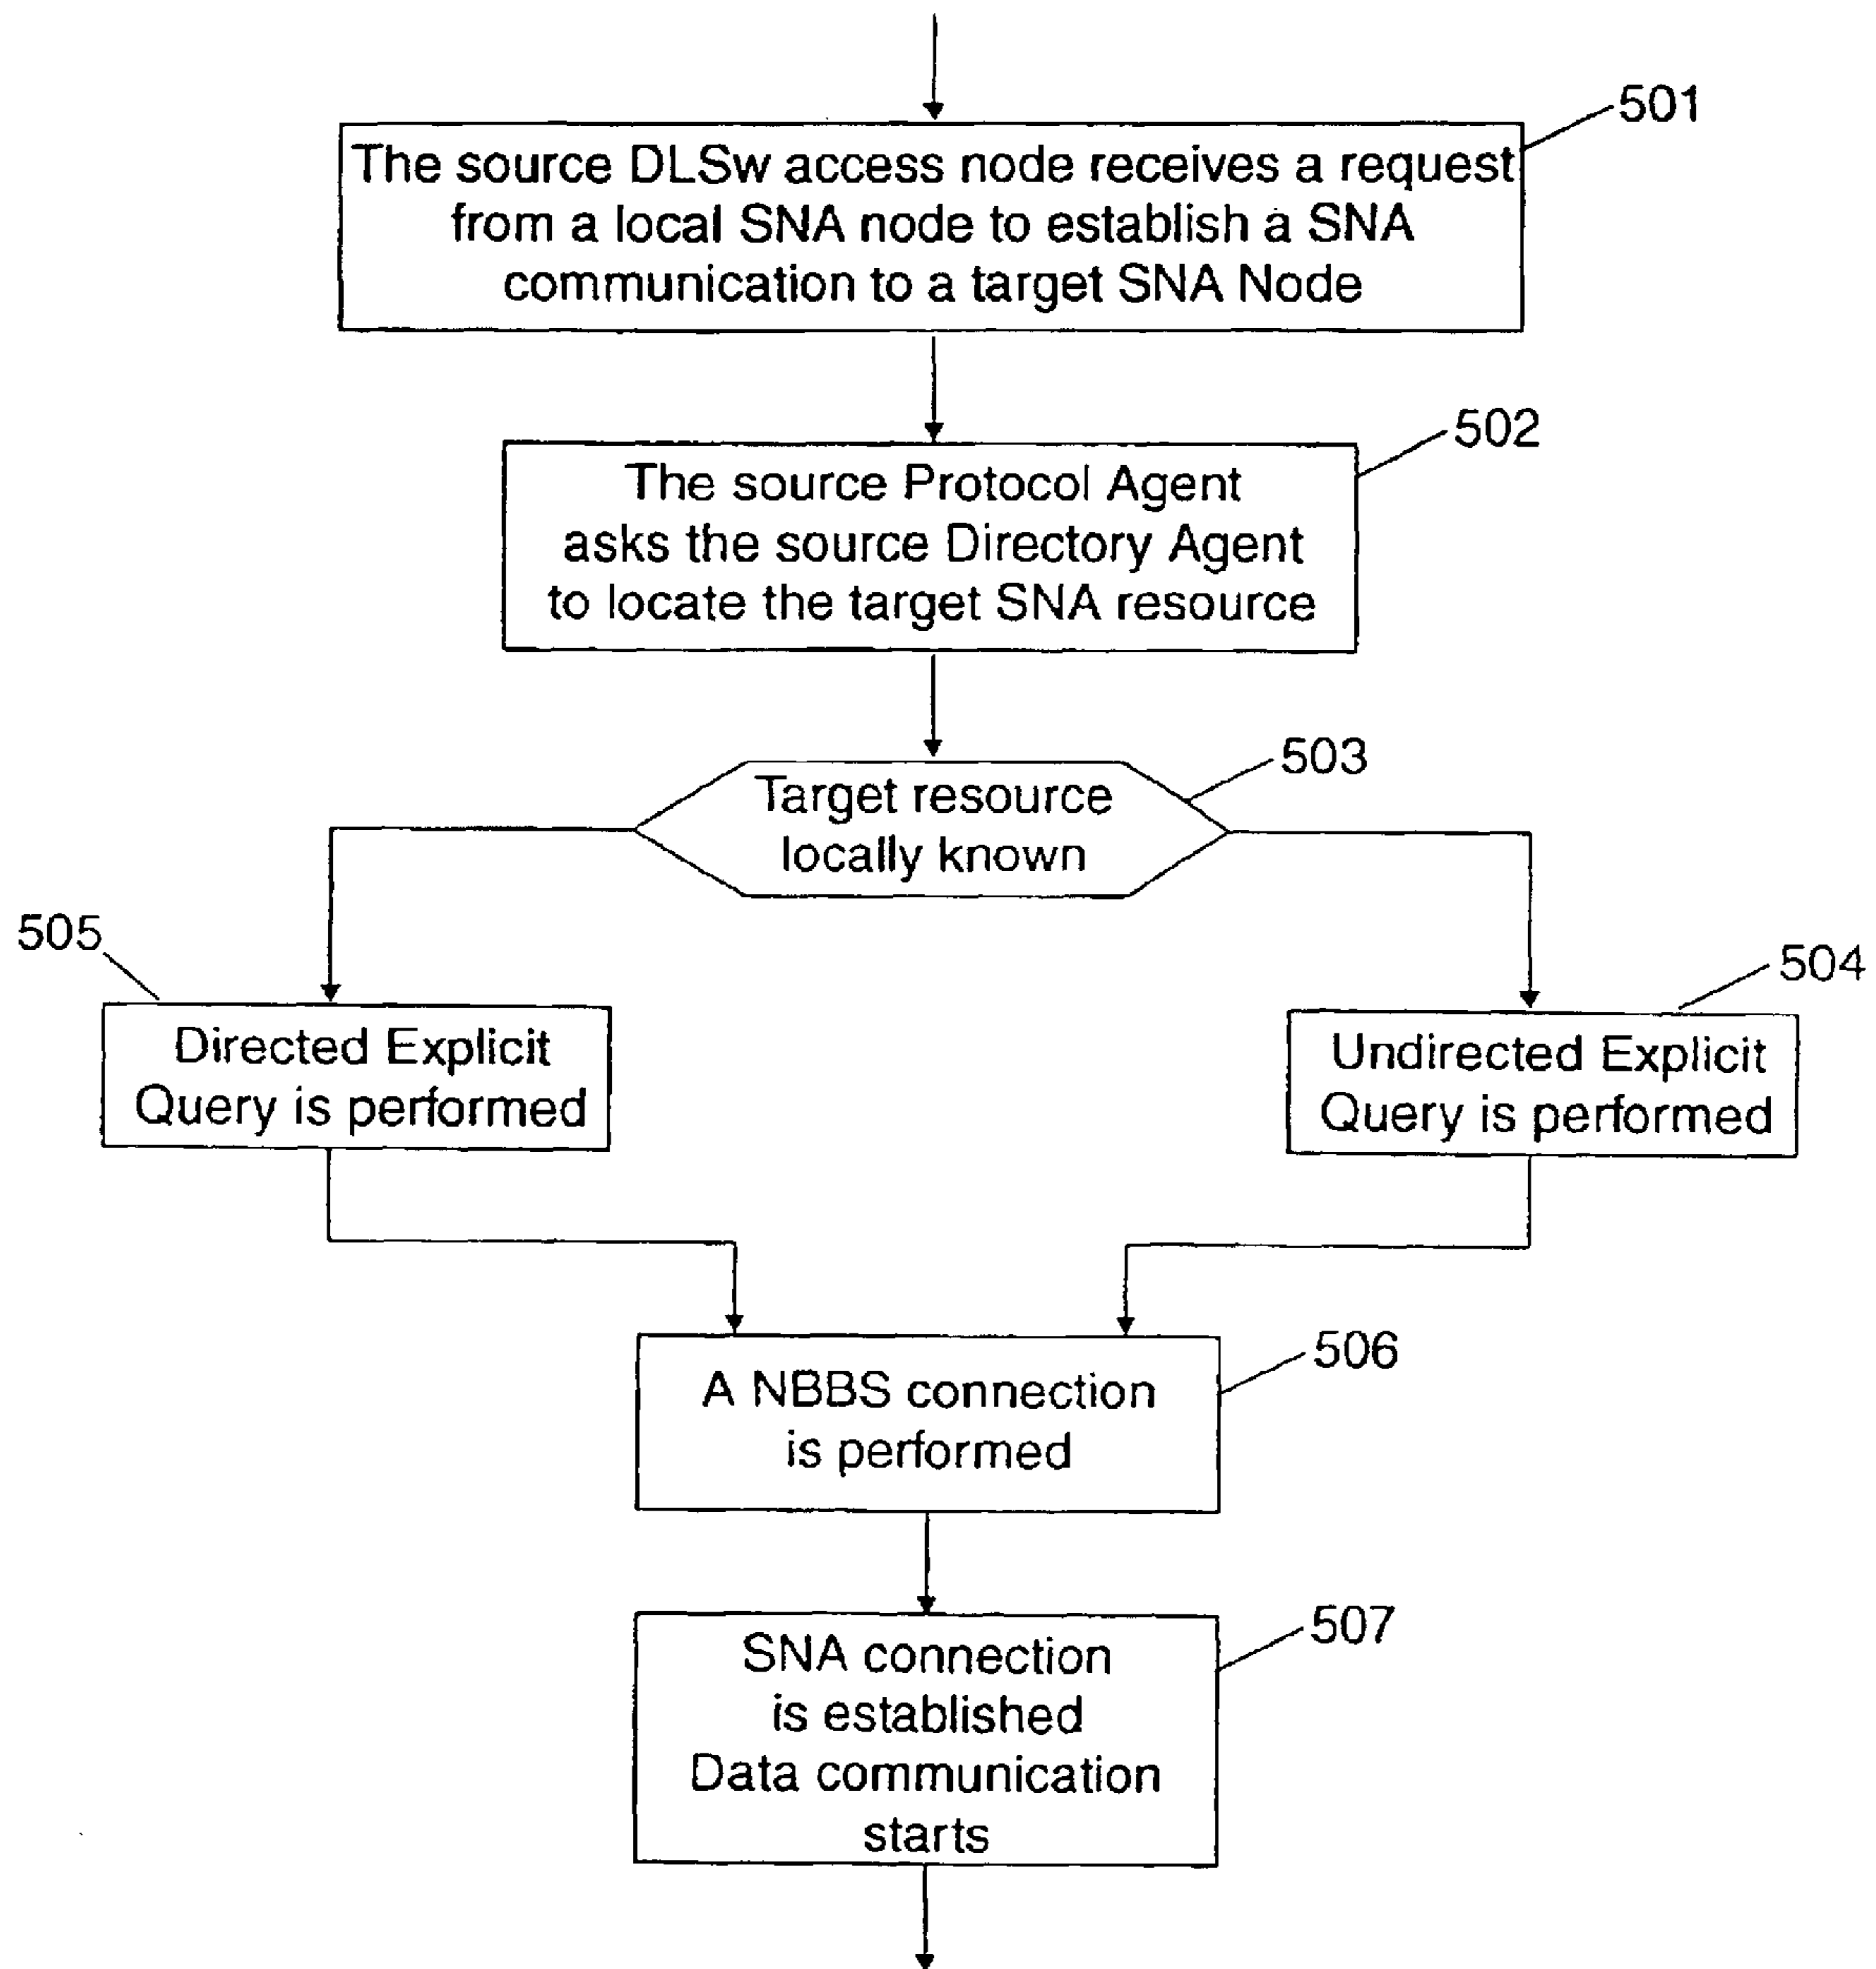 501
The source DLSw access node receives a request
from a local SNA node to establish a SNA
communication to a target SNA Node
502
The source Protocol Agent
asks the source Directory Agent
to locate the target SNA resource
503
Target resource
locally known
505
504
Directed Explicit
Query is performed
Undirected Explicit
Query is performed
506
A NBBS connection
is performed
507
SNA connection
is established
Data communication
starts